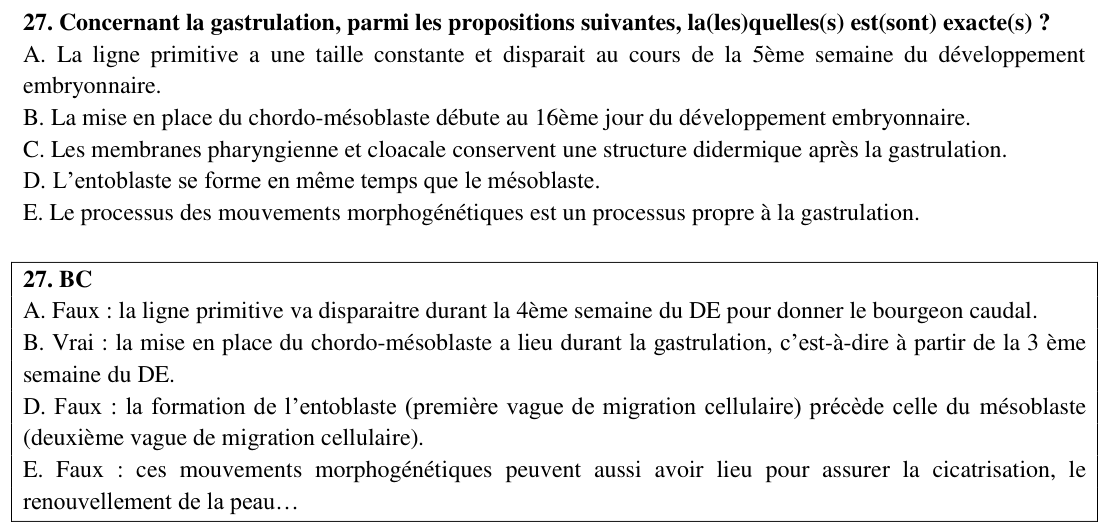 27. Concernant la gastrulation, parmi les propositions suivantes, la(les)quelles(s) est(sont) exacte(s) ?
A. La ligne primitive a une taille constante et disparait au cours de la 5ème semaine du développement
embryonnaire.
B. La mise en place du chordo-mésoblaste débute au 16ème jour du développement embryonnaire.
C. Les membranes pharyngienne et cloacale conservent une structure didermique après la gastrulation.
D. L’entoblaste se forme en même temps que le mésoblaste.
E. Le processus des mouvements morphogénétiques est un processus propre à la gastrulation.
27. BC
A. Faux : la ligne primitive va disparaitre durant la 4ème semaine du DE pour donner le bourgeon caudal.
B. Vrai : la mise en place du chordo-mésoblaste a lieu durant la gastrulation, c’est-à-dire à partir de la 3 ème
semaine du DE.
D. Faux : la formation de l’entoblaste (première vague de migration cellulaire) précède celle du mésoblaste
(deuxième vague de migration cellulaire).
E. Faux : ces mouvements morphogénétiques peuvent aussi avoir lieu pour assurer la cicatrisation, le
renouvellement de la peau…